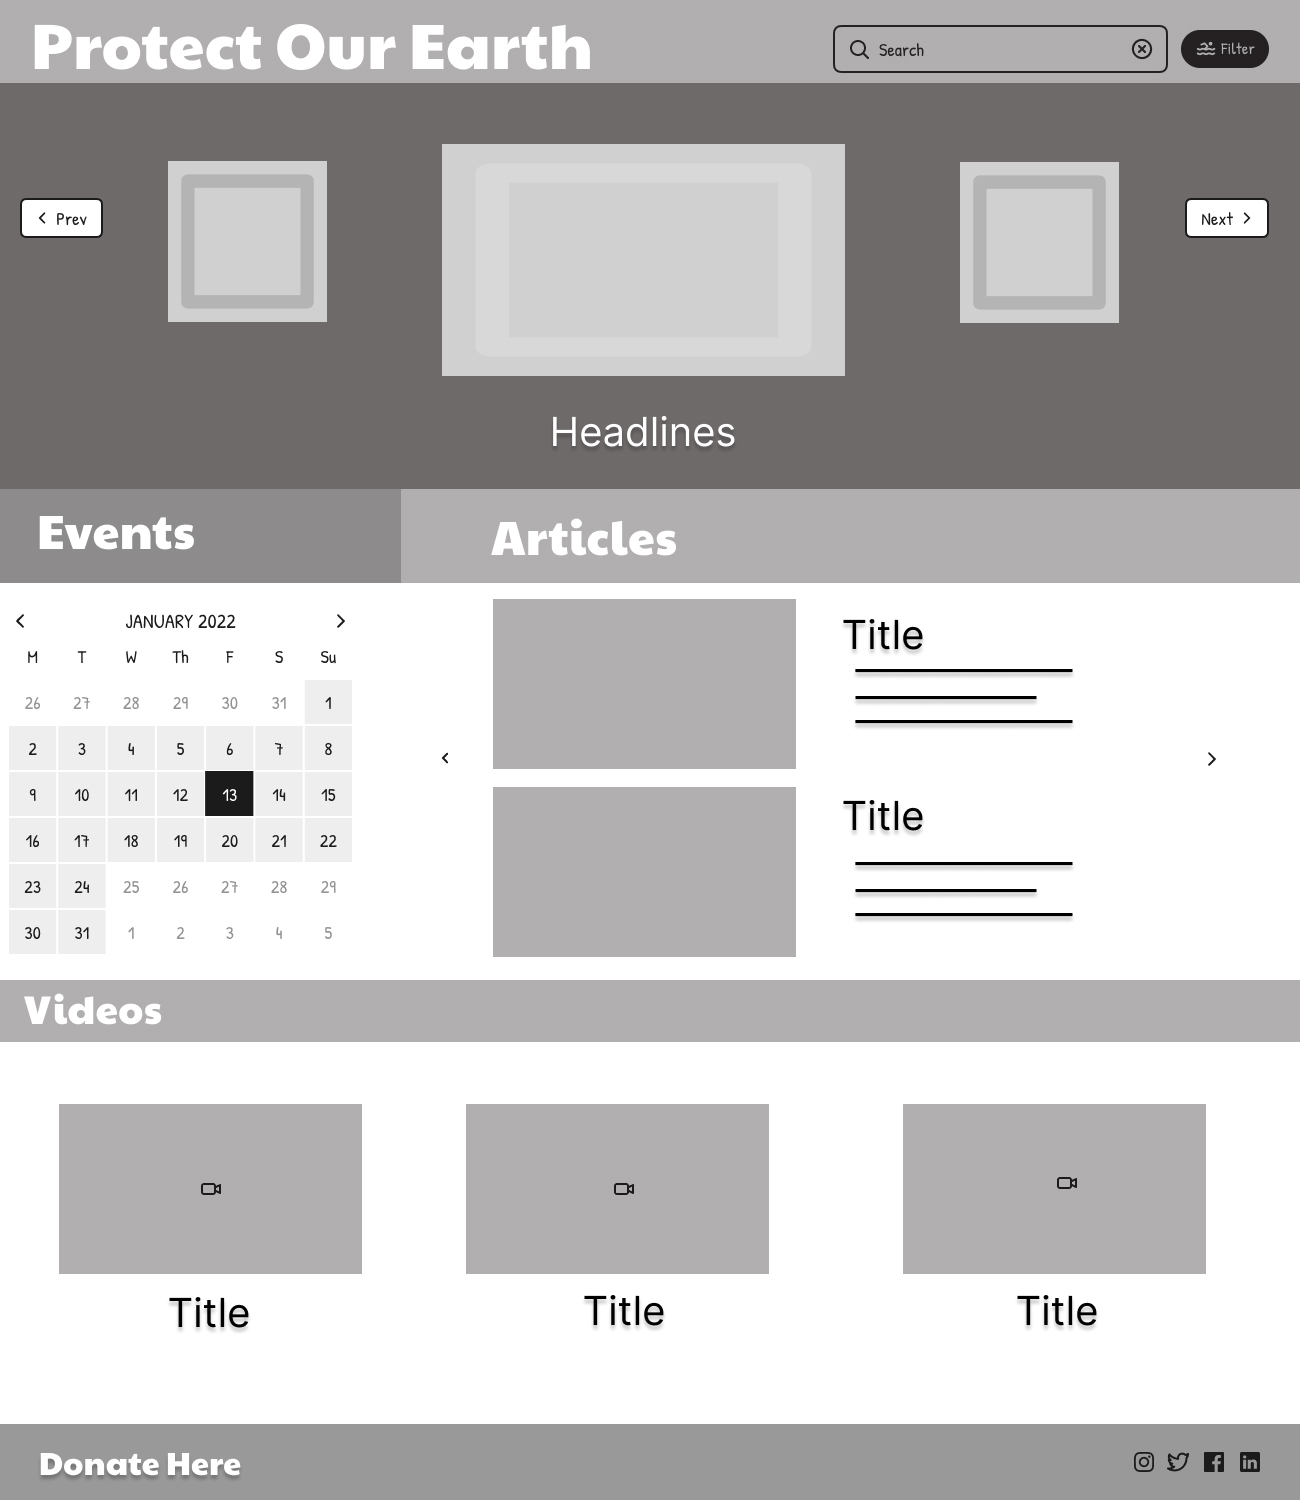 Protect Our Earth
Search
Filter
Prev
Next
Headlines
Events
Articles
JANUARY 2022
M T W Th F S Su
26 27 28 29 30 31 1
2 3 4 5 6 7 8
9 10 11 12 13 14 15
16 17 18 19 20 21 22
23 24 25 26 27 28 29
30 31 1 2 3 4 5
Title
Title
Videos
Title
Title
Title
Donate Here